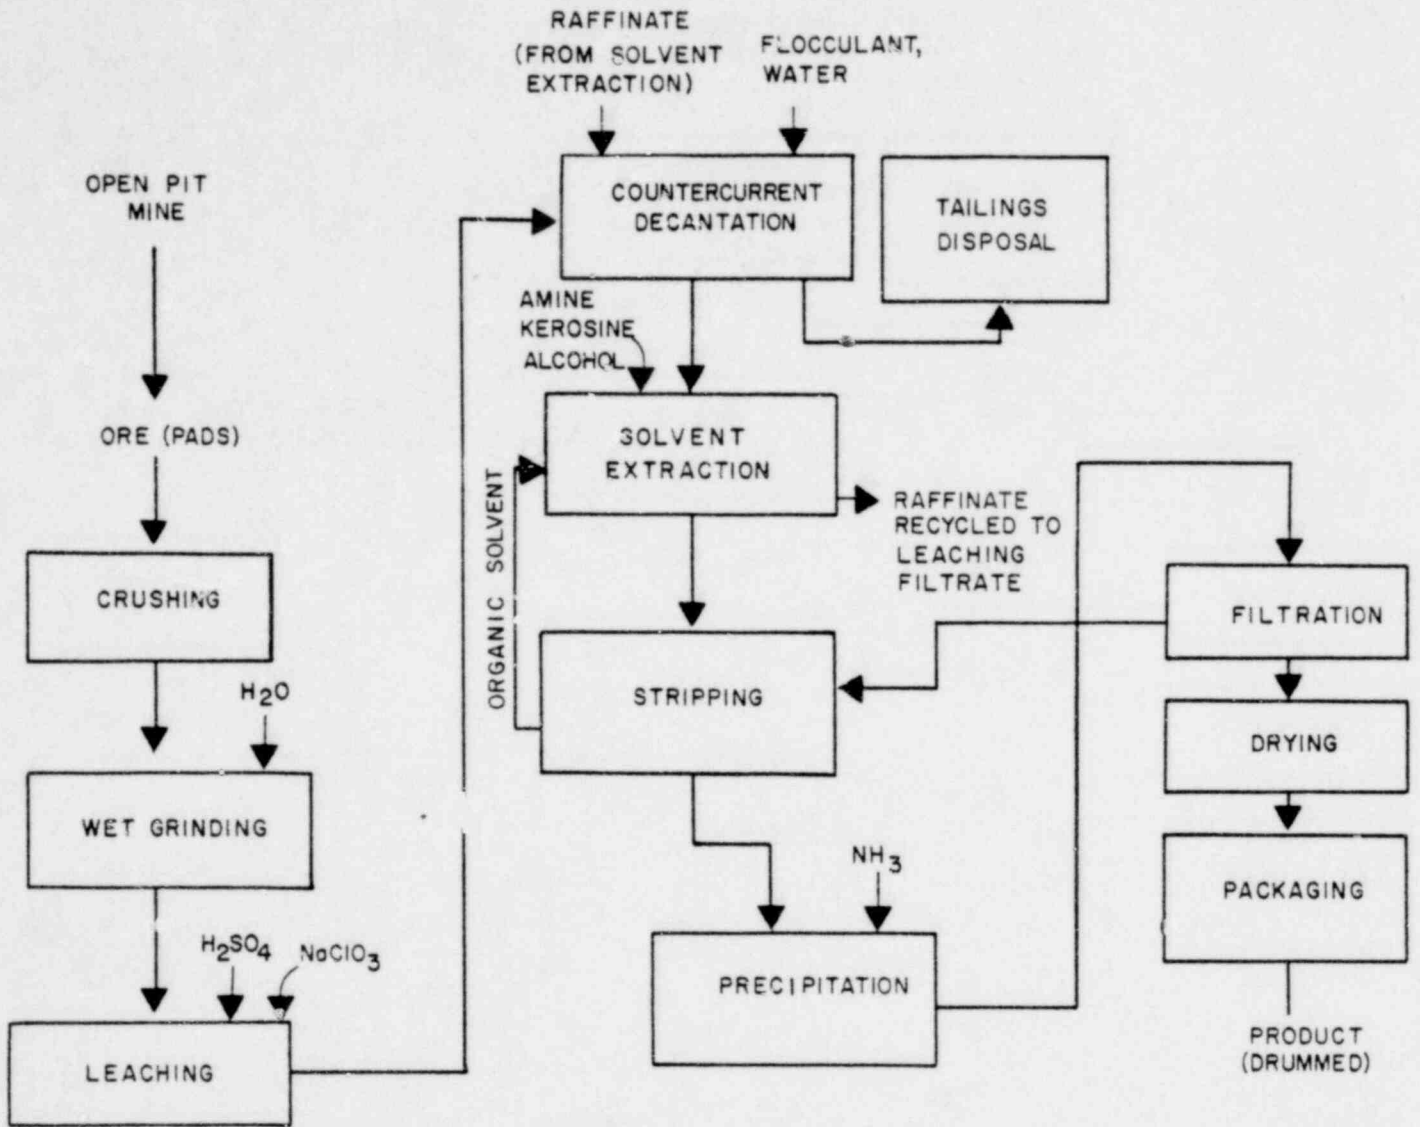 RAFFINATE
(FROM SOLVENT
EXTRACTION)
FLOCCULANT,
WATER
OPEN PIT
MINE
COUNTERCURRENT
DECANTATION
TAILINGS
DISPOSAL
AMINE
KEROSINE
ALCOHOL
ORE (PADS)
SOLVENT
EXTRACTION
ORGANIC SOLVENT
RAFFINATE
RECYCLED TO
LEACHING
FILTRATE
CRUSHING
FILTRATION
H2O
STRIPPING
DRYING
WET GRINDING
NH3
PACKAGING
H2SO4
NaClO3
PRECIPITATION
LEACHING
PRODUCT
(DRUMMED)